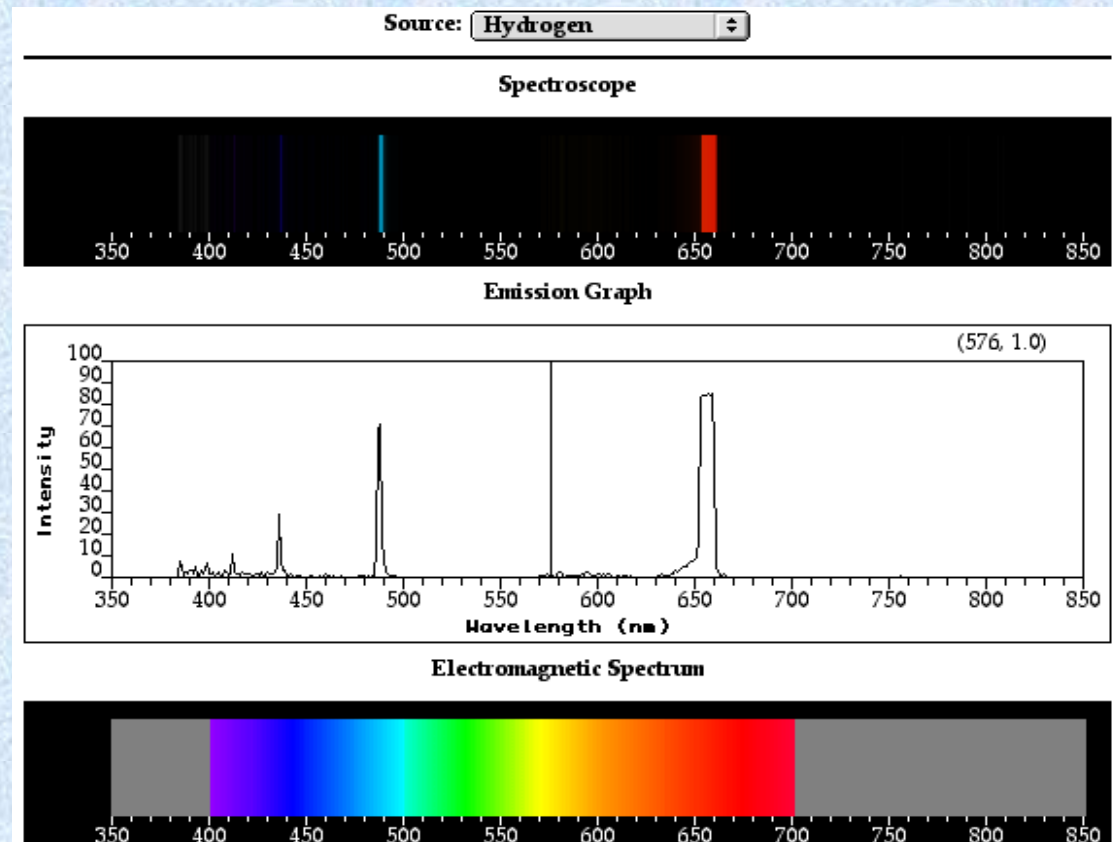 Source: Hydrogen
Spectroscope
350 400 450 500 550 600 650 700 750 800 850
Emission Graph
(576, 1.0)
100
90
80
70
60
50
40
30
20
10
0
Intensity
350 400 450 500 550 600 650 700 750 800 850
Wavelength (nm)
Electromagnetic Spectrum
350 400 450 500 550 600 650 700 750 800 850